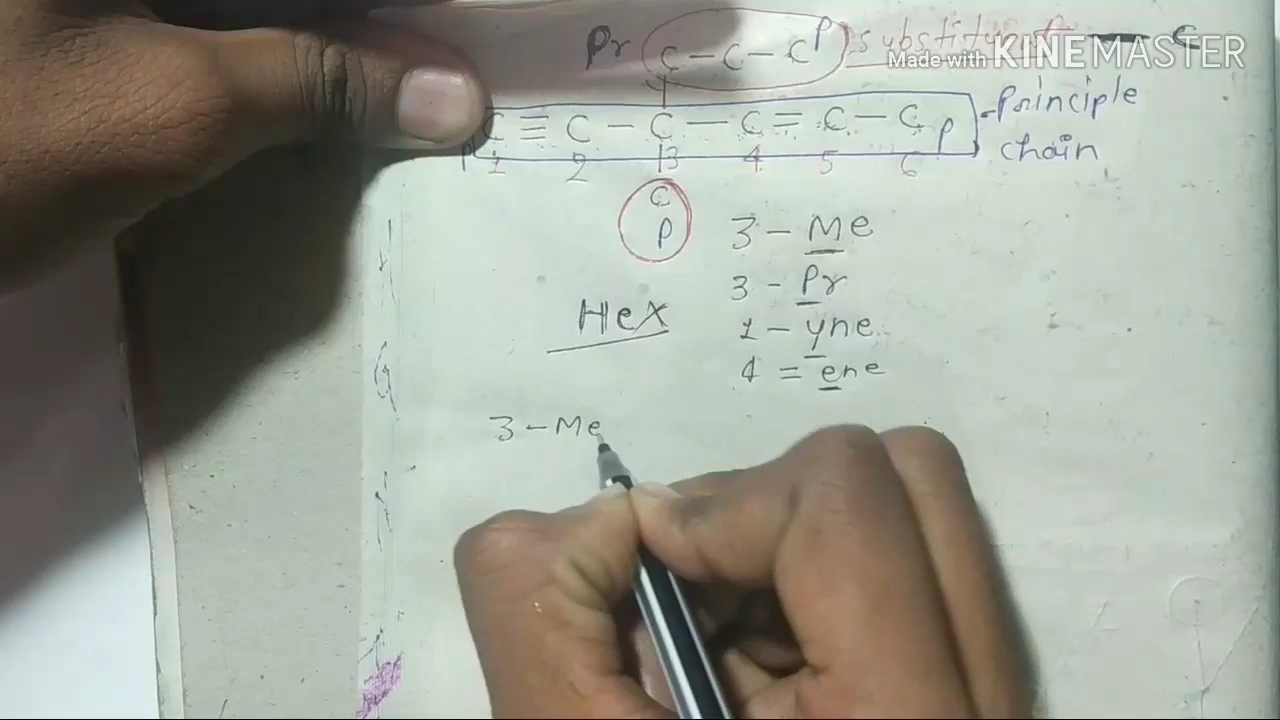 Pr C - C - C P substitu
Made with KINEMASTER
C ≡ C - C - C = C - C P Principle
P 1 2 3 4 5 6 chain
C
P
3 - Me
3 - Pr
Hex
1 - yne
4 = ene
3 - Me